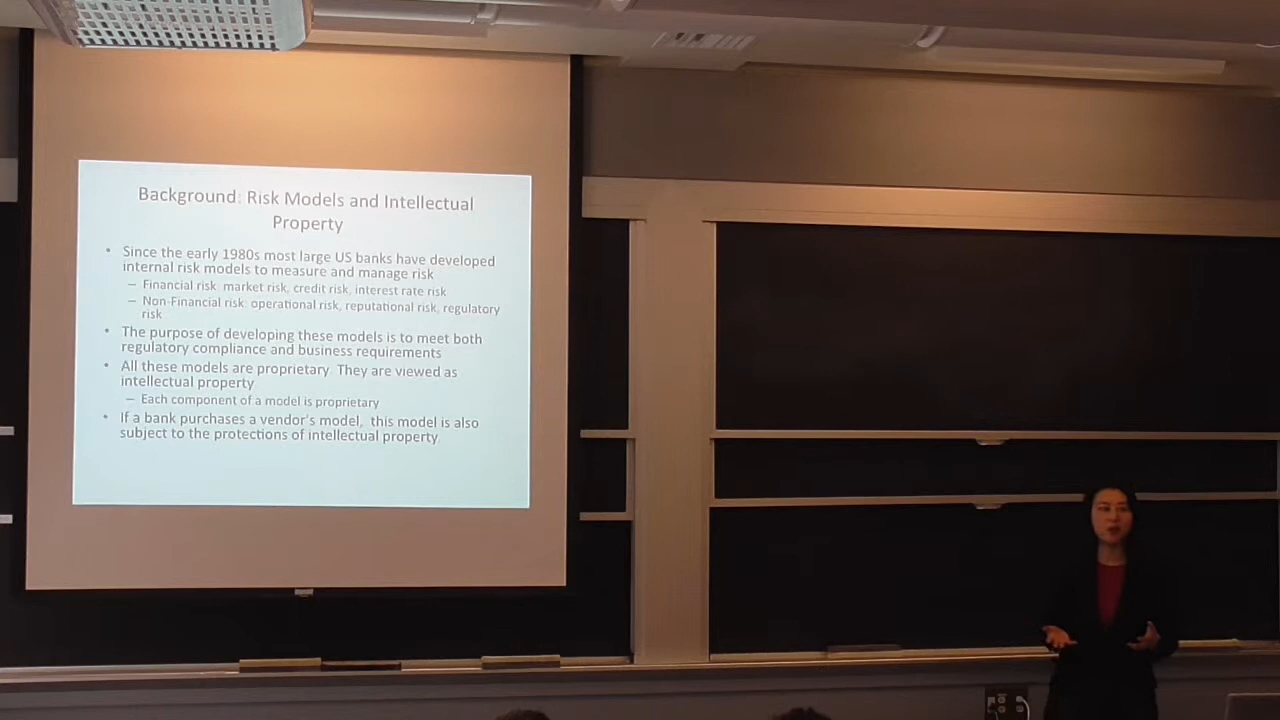 Background: Risk Models and Intellectual
Property
• Since the early 1980s most large US banks have developed
internal risk models to measure and manage risk
– Financial risk: market risk, credit risk, interest rate risk
– Non-Financial risk: operational risk, reputational risk, regulatory
risk
• The purpose of developing these models is to meet both
regulatory compliance and business requirements
• All these models are proprietary. They are viewed as
intellectual property
– Each component of a model is proprietary
• If a bank purchases a vendor's model, this model is also
subject to the protections of intellectual property.